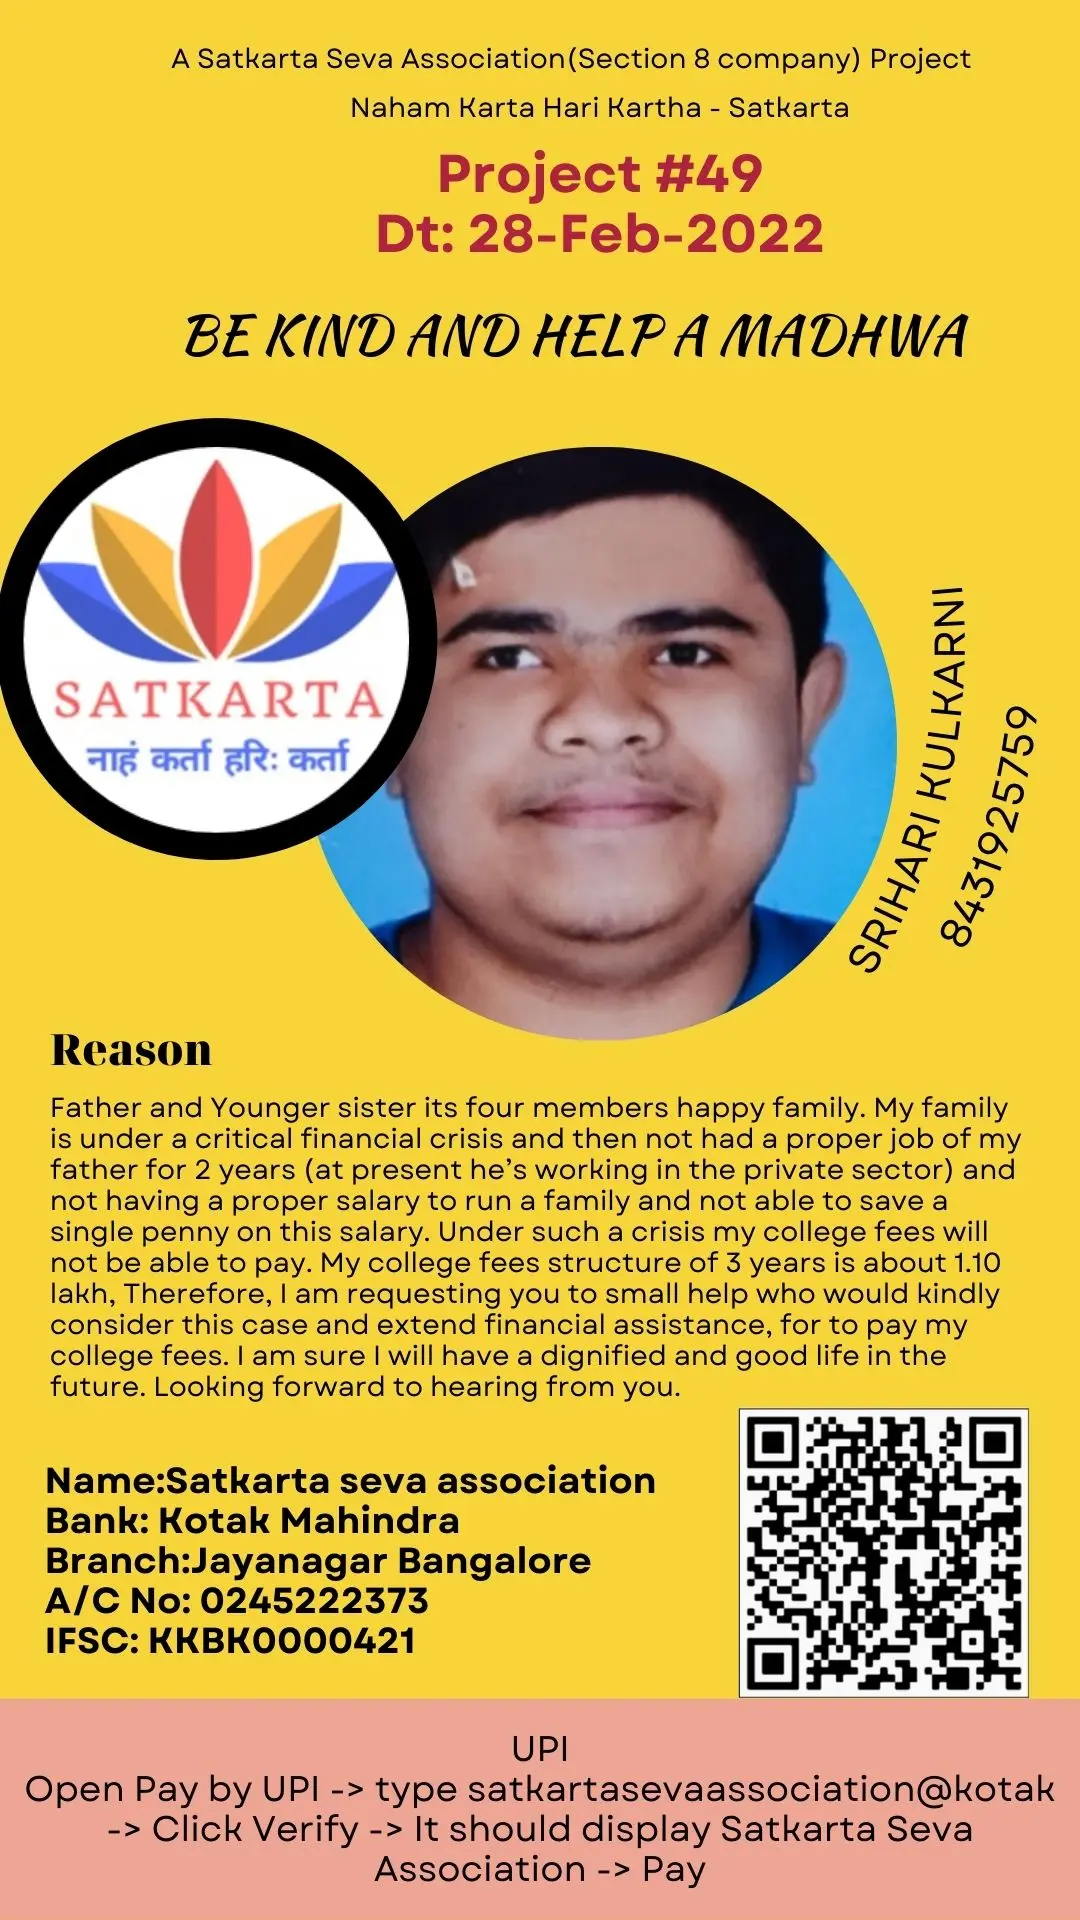 A Satkarta Seva Association(Section 8 company) Project
Naham Karta Hari Kartha - Satkarta
Project #49
Dt: 28-Feb-2022
BE KIND AND HELP A MADHWA
SATKARTA
नाहं कर्ता हरिः कर्ता
SRIHARI KULKARNI
8431925759
Reason
Father and Younger sister its four members happy family. My family
is under a critical financial crisis and then not had a proper job of my
father for 2 years (at present he's working in the private sector) and
not having a proper salary to run a family and not able to save a
single penny on this salary. Under such a crisis my college fees will
not be able to pay. My college fees structure of 3 years is about 1.10
lakh, Therefore, I am requesting you to small help who would kindly
consider this case and extend financial assistance, for to pay my
college fees. I am sure I will have a dignified and good life in the
future. Looking forward to hearing from you.
Name:Satkarta seva association
Bank: Kotak Mahindra
Branch:Jayanagar Bangalore
A/C No: 0245222373
IFSC: KKBK0000421
UPI
Open Pay by UPI -> type satkartasevaassociation@kotak
-> Click Verify -> It should display Satkarta Seva
Association -> Pay